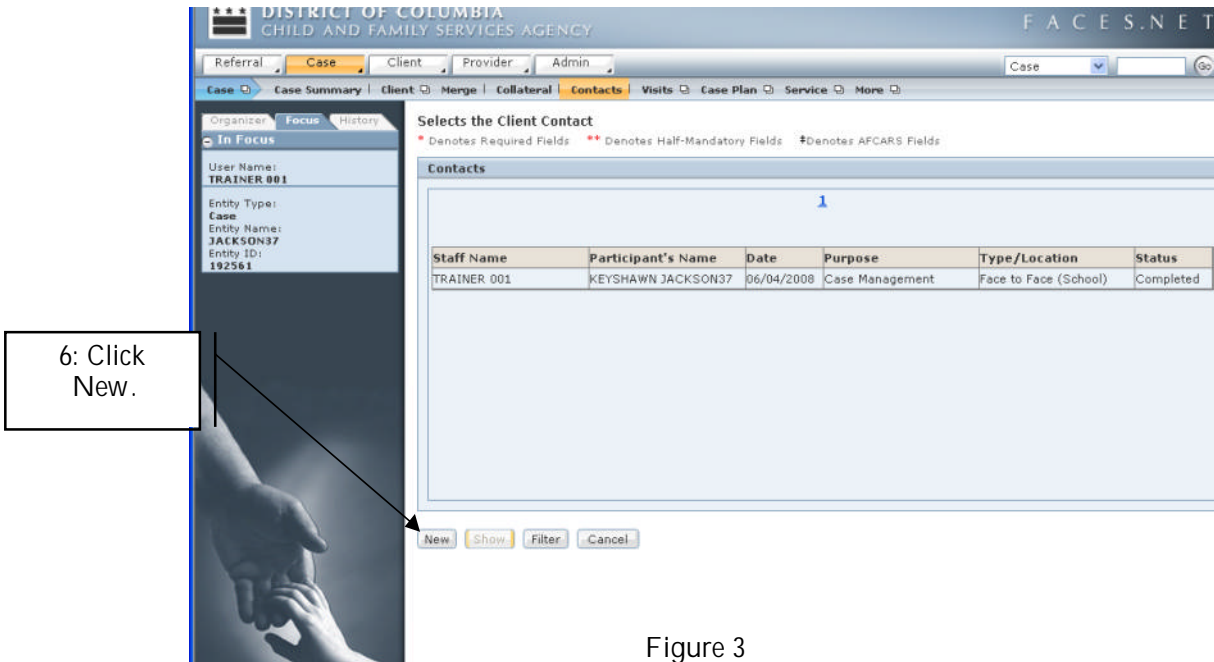 DISTRICT OF COLUMBIA
CHILD AND FAMILY SERVICES AGENCY
FACES.NET
Referral Case Client Provider Admin Case Go
Case Case Summary | Client Merge | Collateral | Contacts | Visits Case Plan Service More
Organizer Focus History
In Focus
User Name:
TRAINER 001
Entity Type:
Case
Entity Name:
JACKSON37
Entity ID:
192561
Selects the Client Contact
* Denotes Required Fields ** Denotes Half-Mandatory Fields ‡Denotes AFCARS Fields
Contacts
1
Staff Name Participant's Name Date Purpose Type/Location Status
TRAINER 001 KEYSHAWN JACKSON37 06/04/2008 Case Management Face to Face (School) Completed
6: Click
New.
New Show Filter Cancel
Figure 3